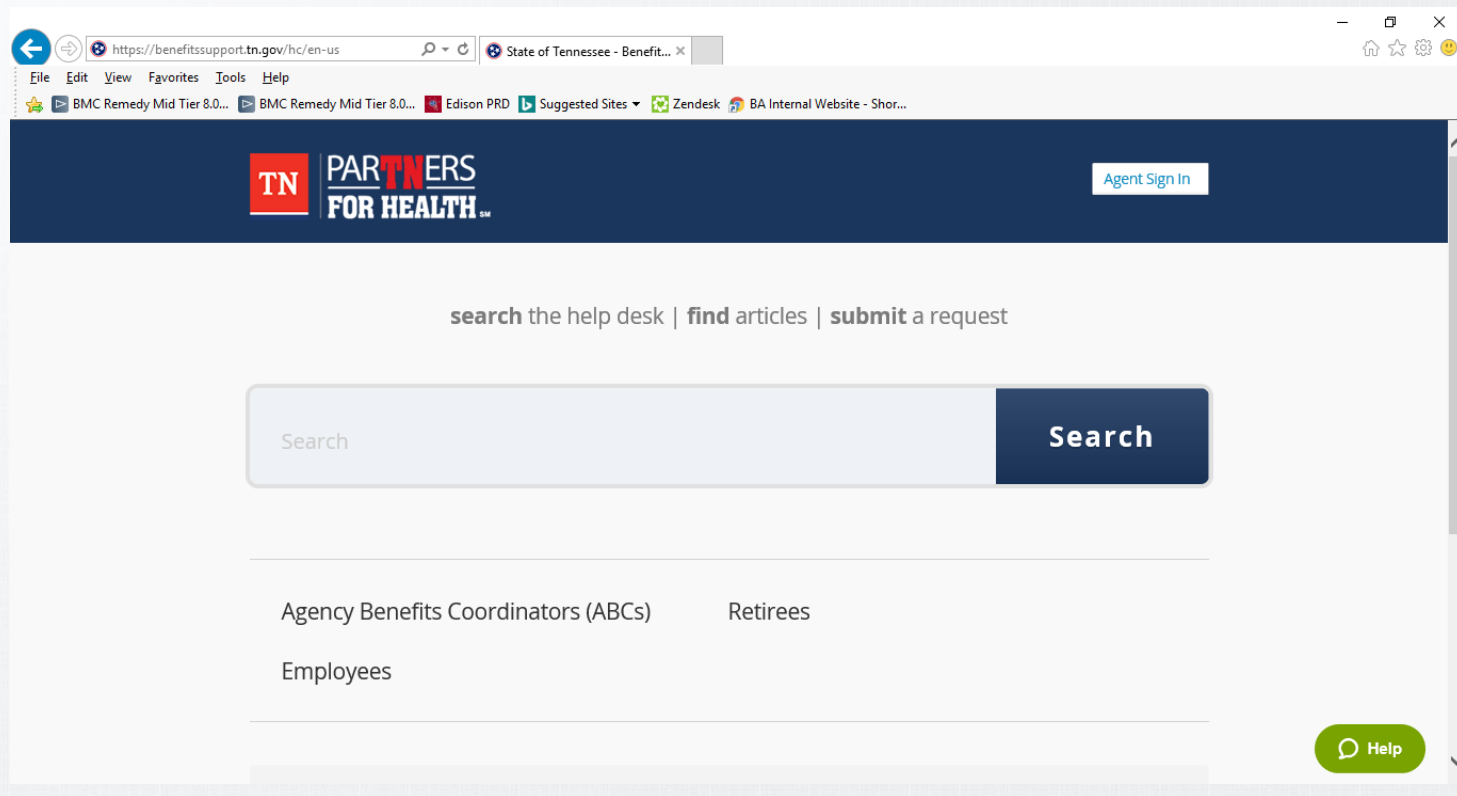 https://benefitssupport.tn.gov/hc/en-us State of Tennessee - Benefit...
File Edit View Favorites Tools Help
BMC Remedy Mid Tier 8.0... BMC Remedy Mid Tier 8.0... Edison PRD Suggested Sites Zendesk BA Internal Website - Shor...
TN PARTNERS
FOR HEALTH SM
Agent Sign In
search the help desk | find articles | submit a request
Search Search
Agency Benefits Coordinators (ABCs) Retirees
Employees
Help